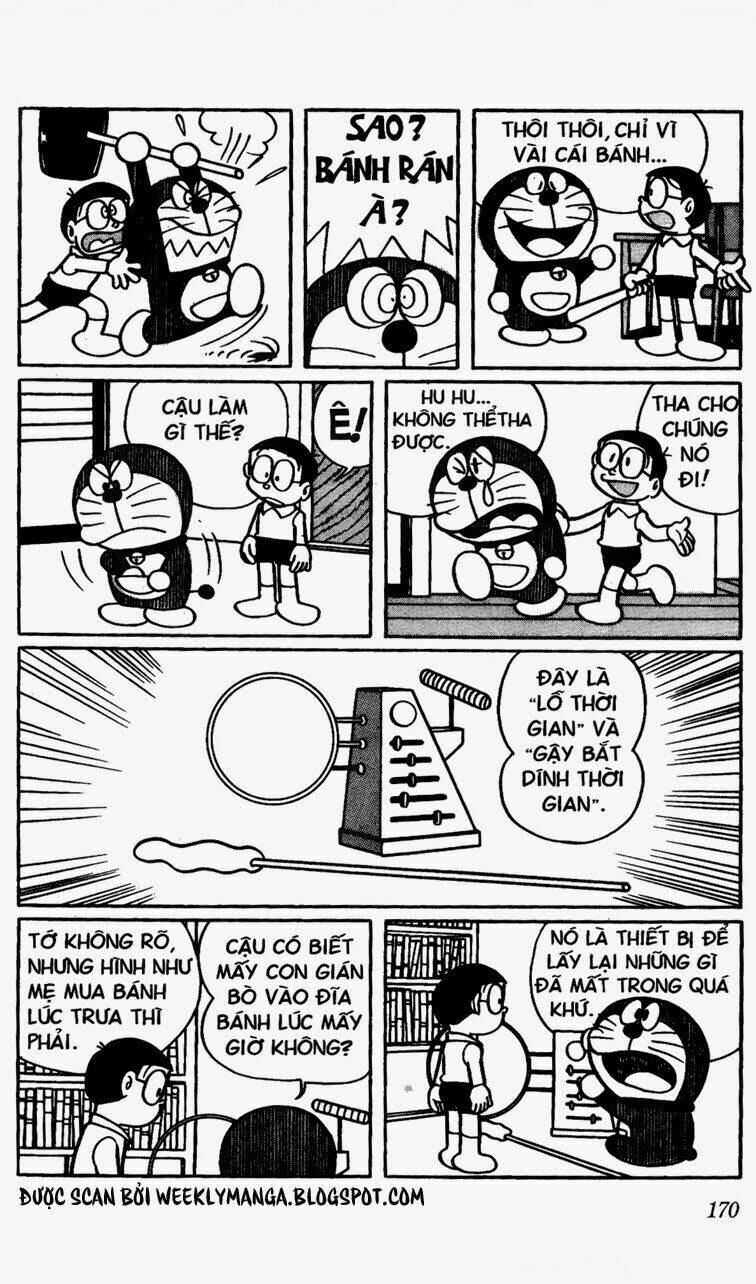 THÔI THÔI, CHỈ VÌ
VÀI CÁI BÁNH...
SAO?
BÁNH RÁN
À?
THA CHO
CHÚNG
NÓ
ĐI!
HU HU...
KHÔNG THỂTHA
ĐƯỢC.
Ê!
CẬU LÀM
GÌ THẾ?
ĐÂY LÀ
“LỖ THỜI
GIAN” VÀ
“GẬY BẮT
DÍNH THỜI
GIAN”.
NÓ LÀ THIẾT BỊ ĐỂ
LẤY LẠI NHỮNG GÌ
ĐÃ MẤT TRONG QUÁ
KHỨ.
CẬU CÓ BIẾT
MẤY CON GIÁN
BÒ VÀO ĐĨA
BÁNH LÚC MẤY
GIỜ KHÔNG?
TỚ KHÔNG RÕ,
NHƯNG HÌNH NHƯ
MẸ MUA BÁNH
LÚC TRƯA THÌ
PHẢI.
ĐƯỢC SCAN BỞI WEEKLYMANGA.BLOGSPOT.COM
170